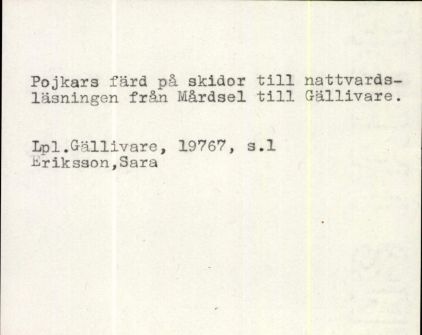 Pojkars färd på skidor till nattvards-
läsningen från Mårdsel till Gällivare.
Lpl.Gällivare, 19767, s.1
Eriksson,Sara